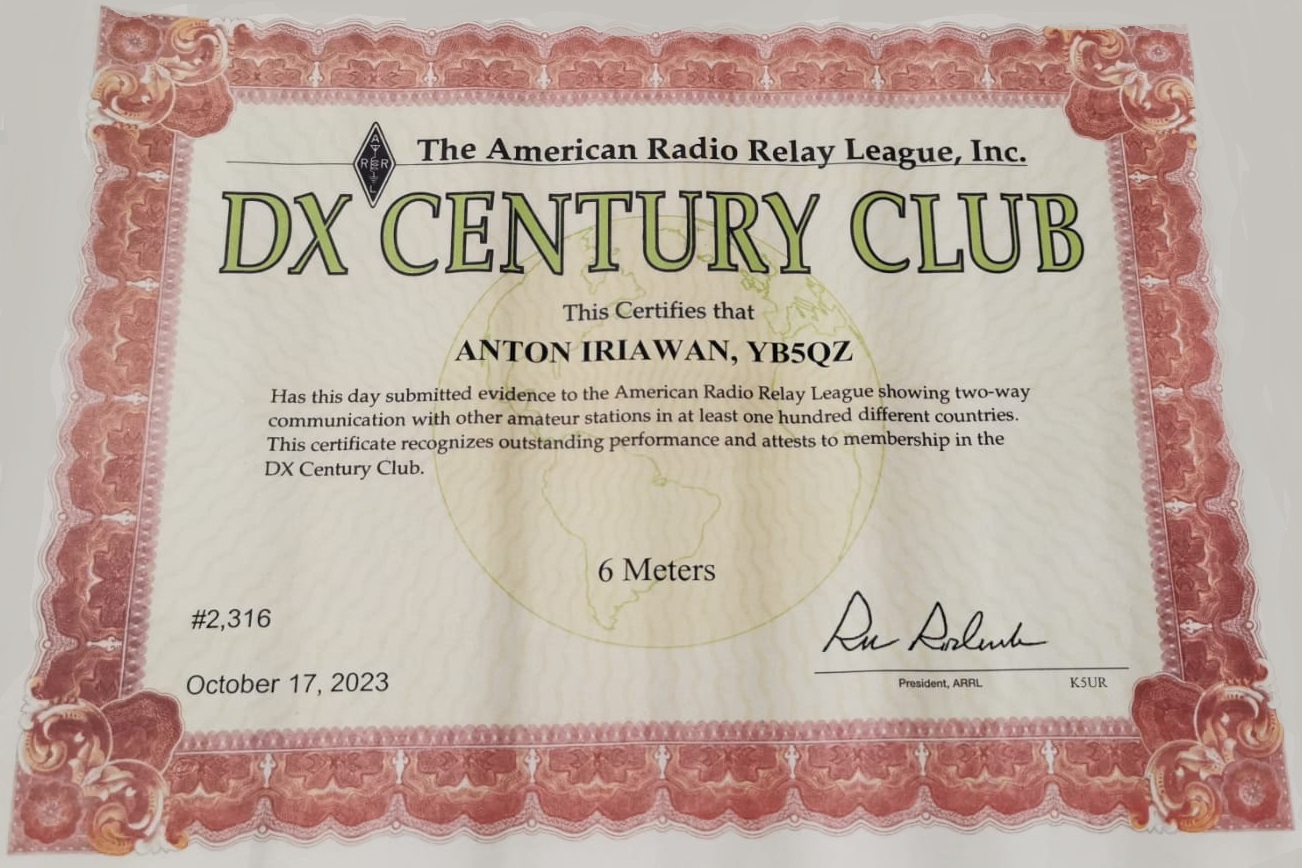 The American Radio Relay League, Inc.
ARRL
DX CENTURY CLUB
This Certifies that
ANTON IRIAWAN, YB5QZ
Has this day submitted evidence to the American Radio Relay League showing two-way
communication with other amateur stations in at least one hundred different countries.
This certificate recognizes outstanding performance and attests to membership in the
DX Century Club.
6 Meters
#2,316
October 17, 2023
President, ARRL K5UR